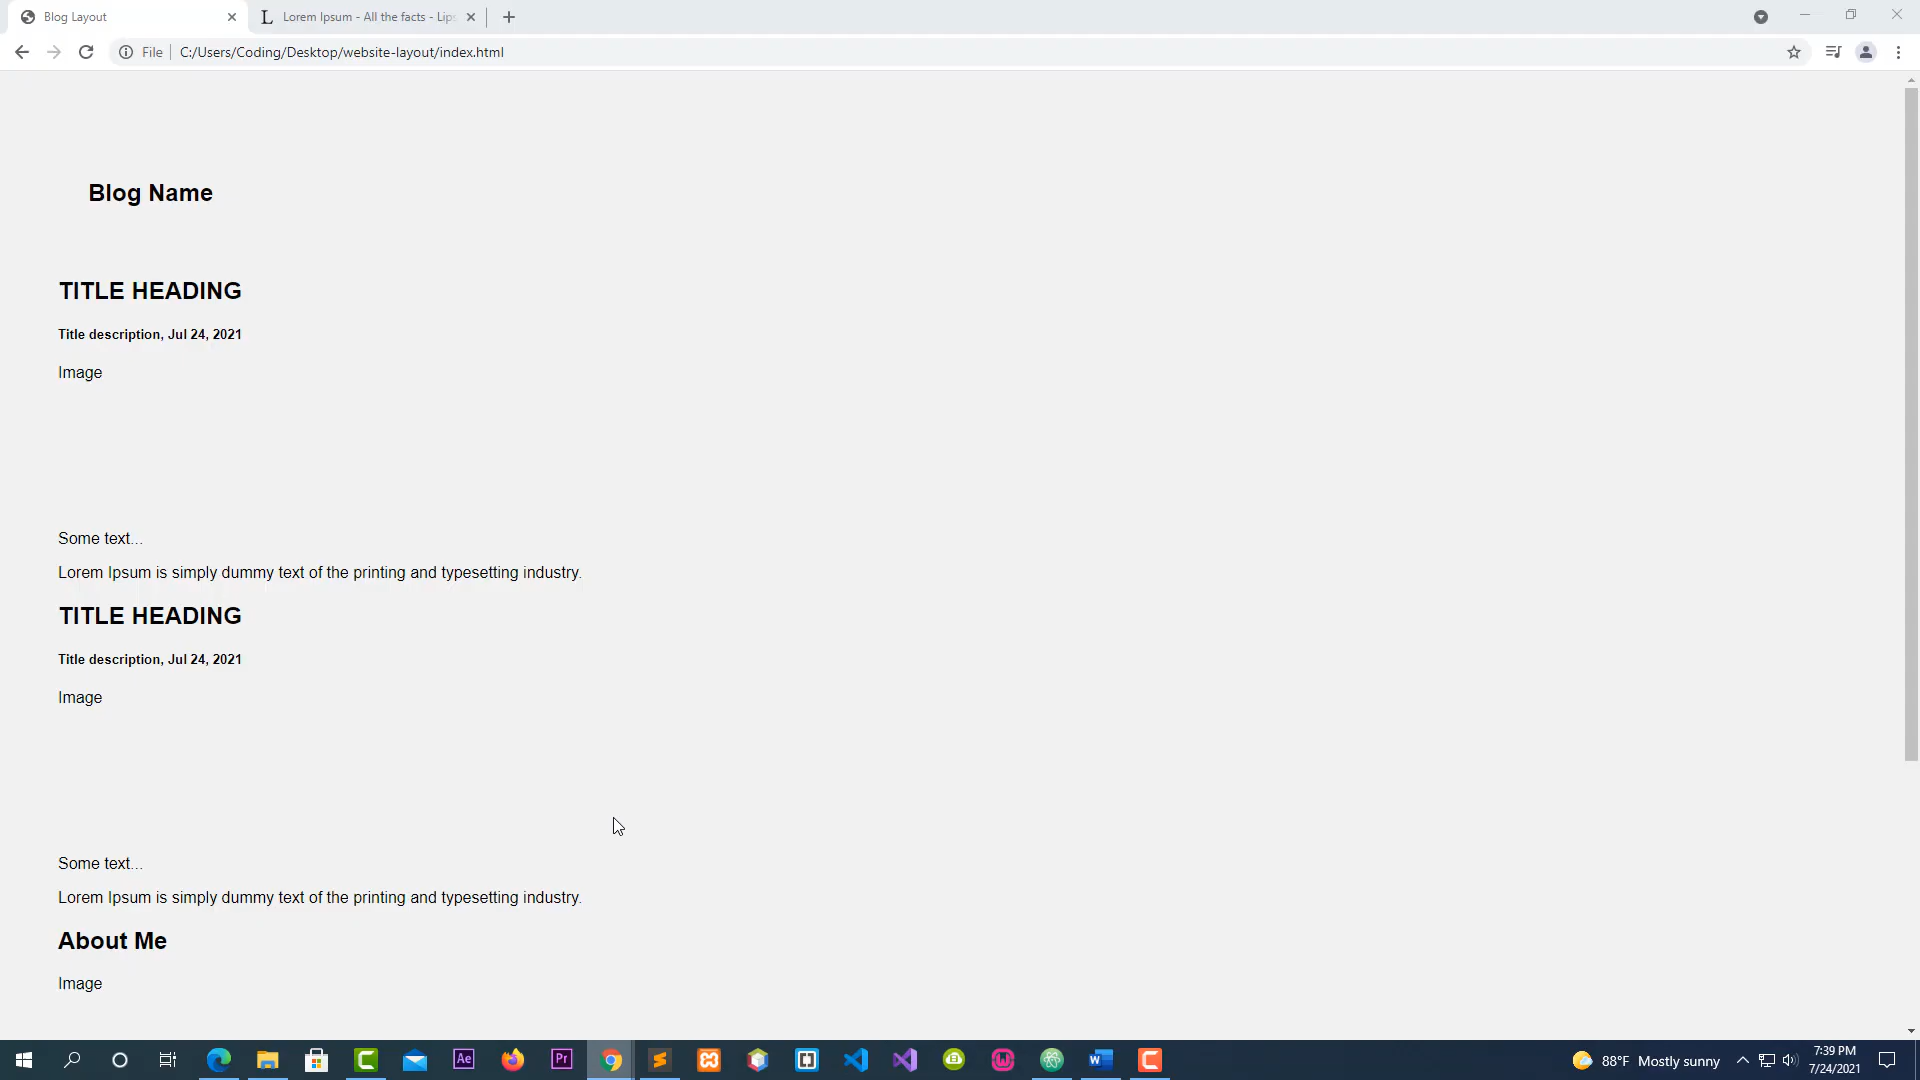 Blog Layout
Lorem Ipsum - All the facts - Lips
File
C:/Users/Coding/Desktop/website-layout/index.html
Blog Name
TITLE HEADING
Title description, Jul 24, 2021
Image
Some text...
Lorem Ipsum is simply dummy text of the printing and typesetting industry.
TITLE HEADING
Title description, Jul 24, 2021
Image
Some text...
Lorem Ipsum is simply dummy text of the printing and typesetting industry.
About Me
Image
Ae
Pr
88°F Mostly sunny
7:39 PM
7/24/2021